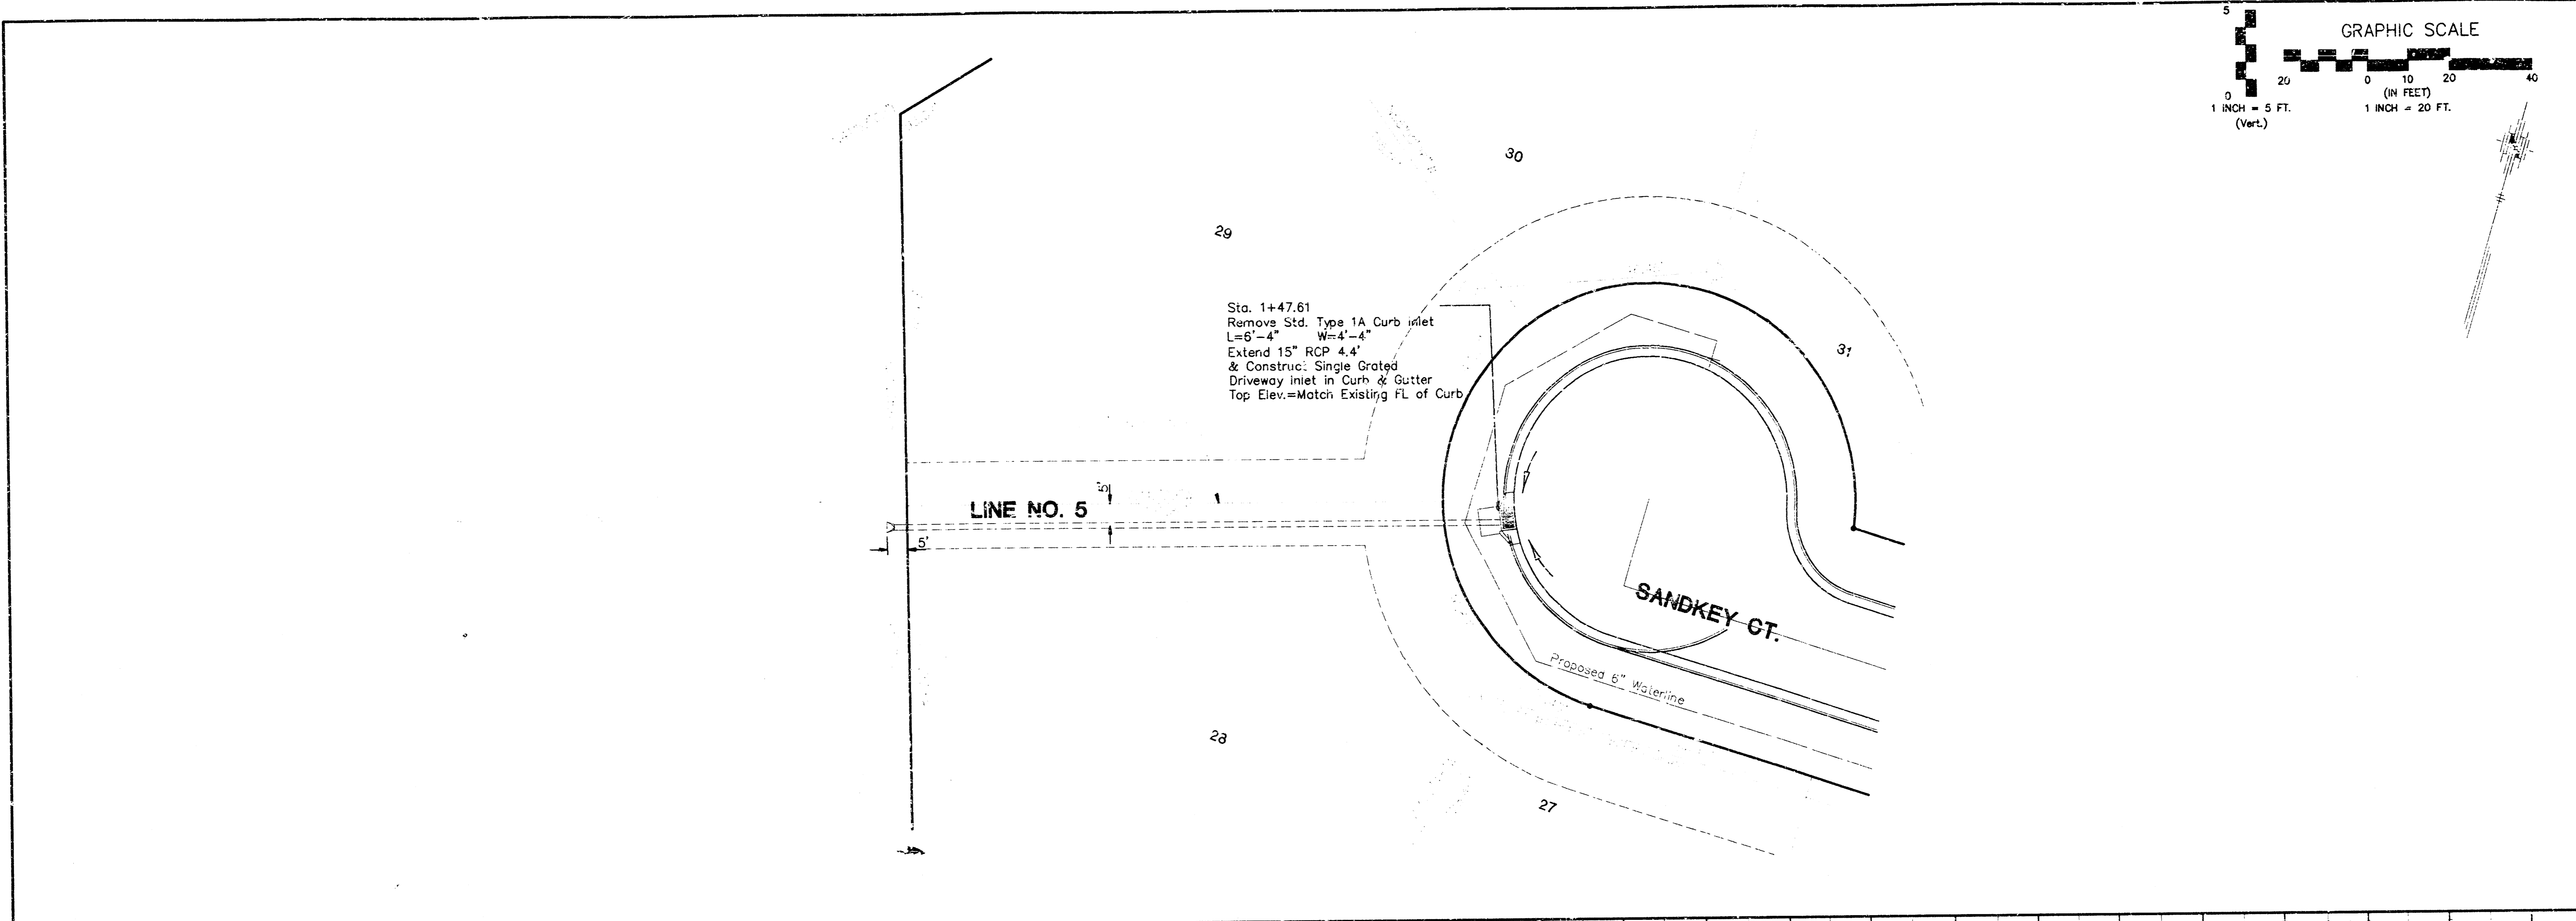 5
GRAPHIC SCALE
20 0 10 20 40
0
(IN FEET)
1 INCH = 5 FT.
1 INCH = 20 FT.
(Vert.)
30
29
Sta. 1+47.61
Remove Std. Type 1A Curb inlet
L=6'-4" W=4'-4"
Extend 15" RCP 4.4'
& Construct Single Grated
Driveway inlet in Curb & Gutter
Top Elev.=Match Existing FL of Curb
31
LINE NO. 5
1
5'
SANDKEY CT.
Proposed 6" Waterline
28
27